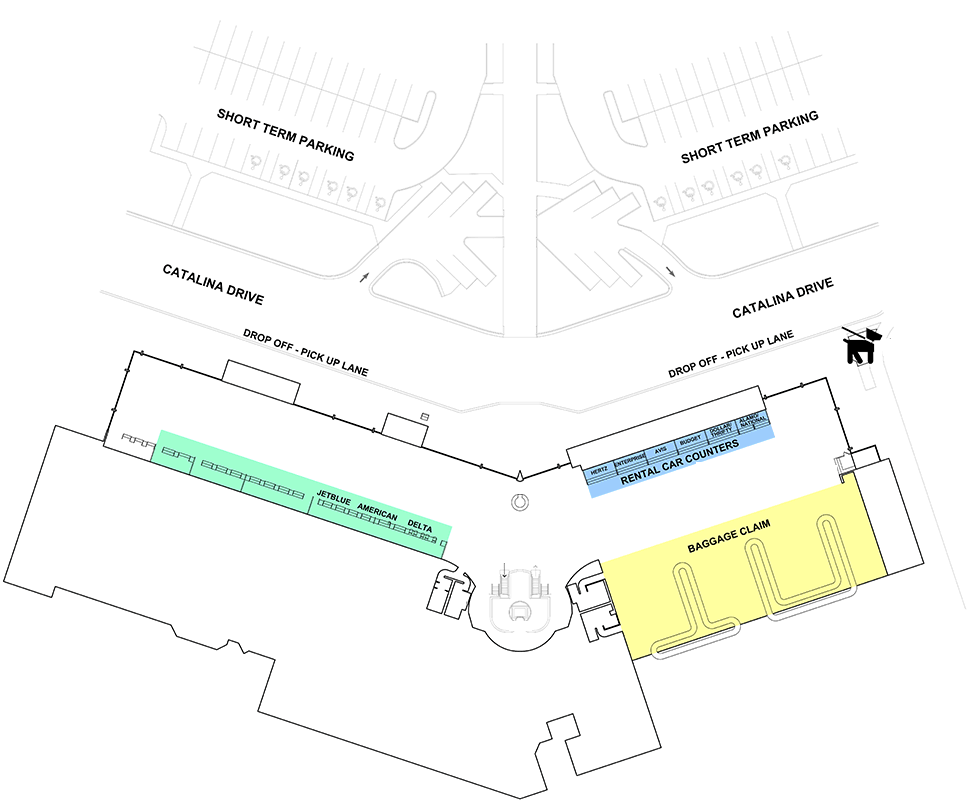 SHORT TERM PARKING
SHORT TERM PARKING
CATALINA DRIVE
CATALINA DRIVE
DROP OFF - PICK UP LANE
DROP OFF - PICK UP LANE
HERTZ
ENTERPRISE
AVIS
BUDGET
DOLLAR/
THRIFTY
ALAMO/
NATIONAL
RENTAL CAR COUNTERS
JETBLUE
AMERICAN
DELTA
BAGGAGE CLAIM